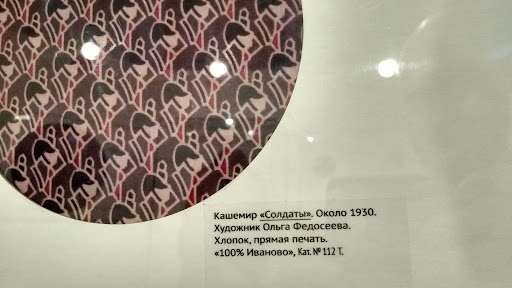 Кашемир «Солдаты». Около 1930.
Художник Ольга Федосеева.
Хлопок, прямая печать.
«100% Иваново», Кат. № 112 Т.